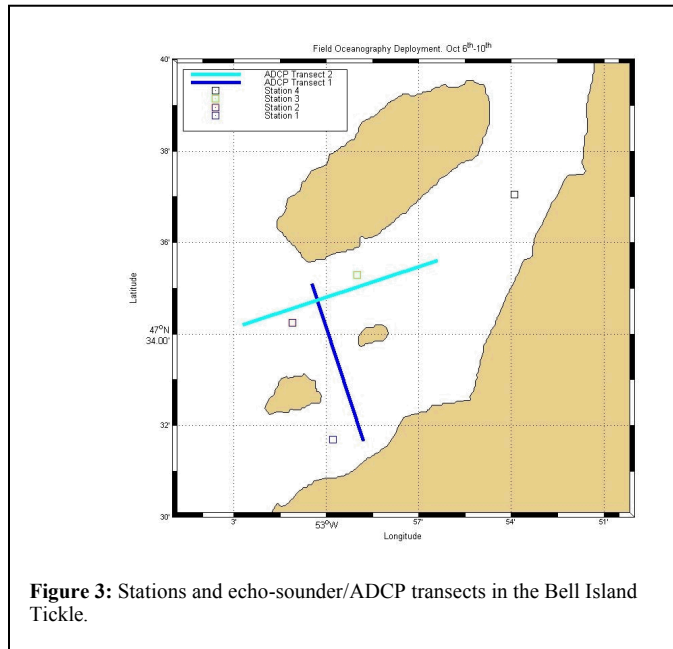 Field Oceanography Deployment. Oct 6th-10th
ADCP Transect 2
ADCP Transect 1
Station 4
Station 3
Station 2
Station 1
40'
38'
36'
Latitude
47°N
34.00'
32'
30'
3'
53°W
57'
54'
51'
Longitude
Figure 3: Stations and echo-sounder/ADCP transects in the Bell Island
Tickle.